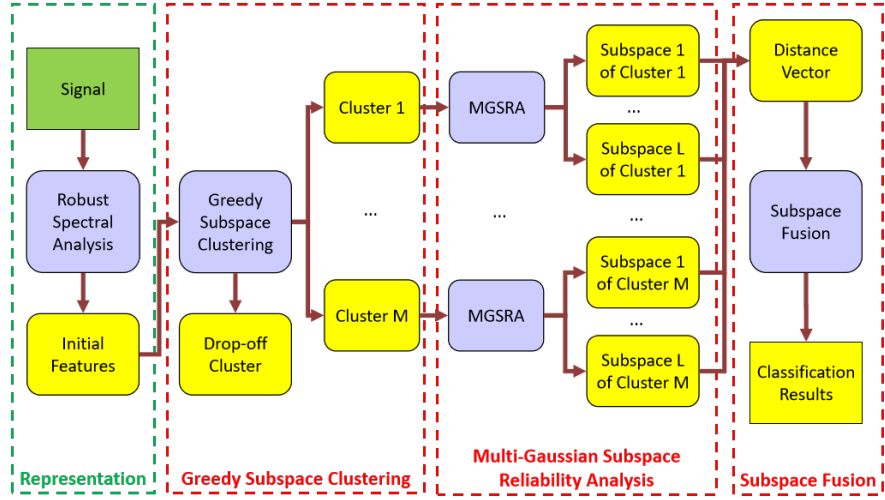 Signal
Robust
Spectral
Analysis
Initial
Features
Representation
Greedy
Subspace
Clustering
Drop-off
Cluster
Cluster 1
...
Cluster M
Greedy Subspace Clustering
MGSRA
...
MGSRA
Subspace 1
of Cluster 1
...
Subspace L
of Cluster 1
...
Subspace 1
of Cluster M
...
Subspace L
of Cluster M
Multi-Gaussian Subspace
Reliability Analysis
Distance
Vector
Subspace
Fusion
Classification
Results
Subspace Fusion